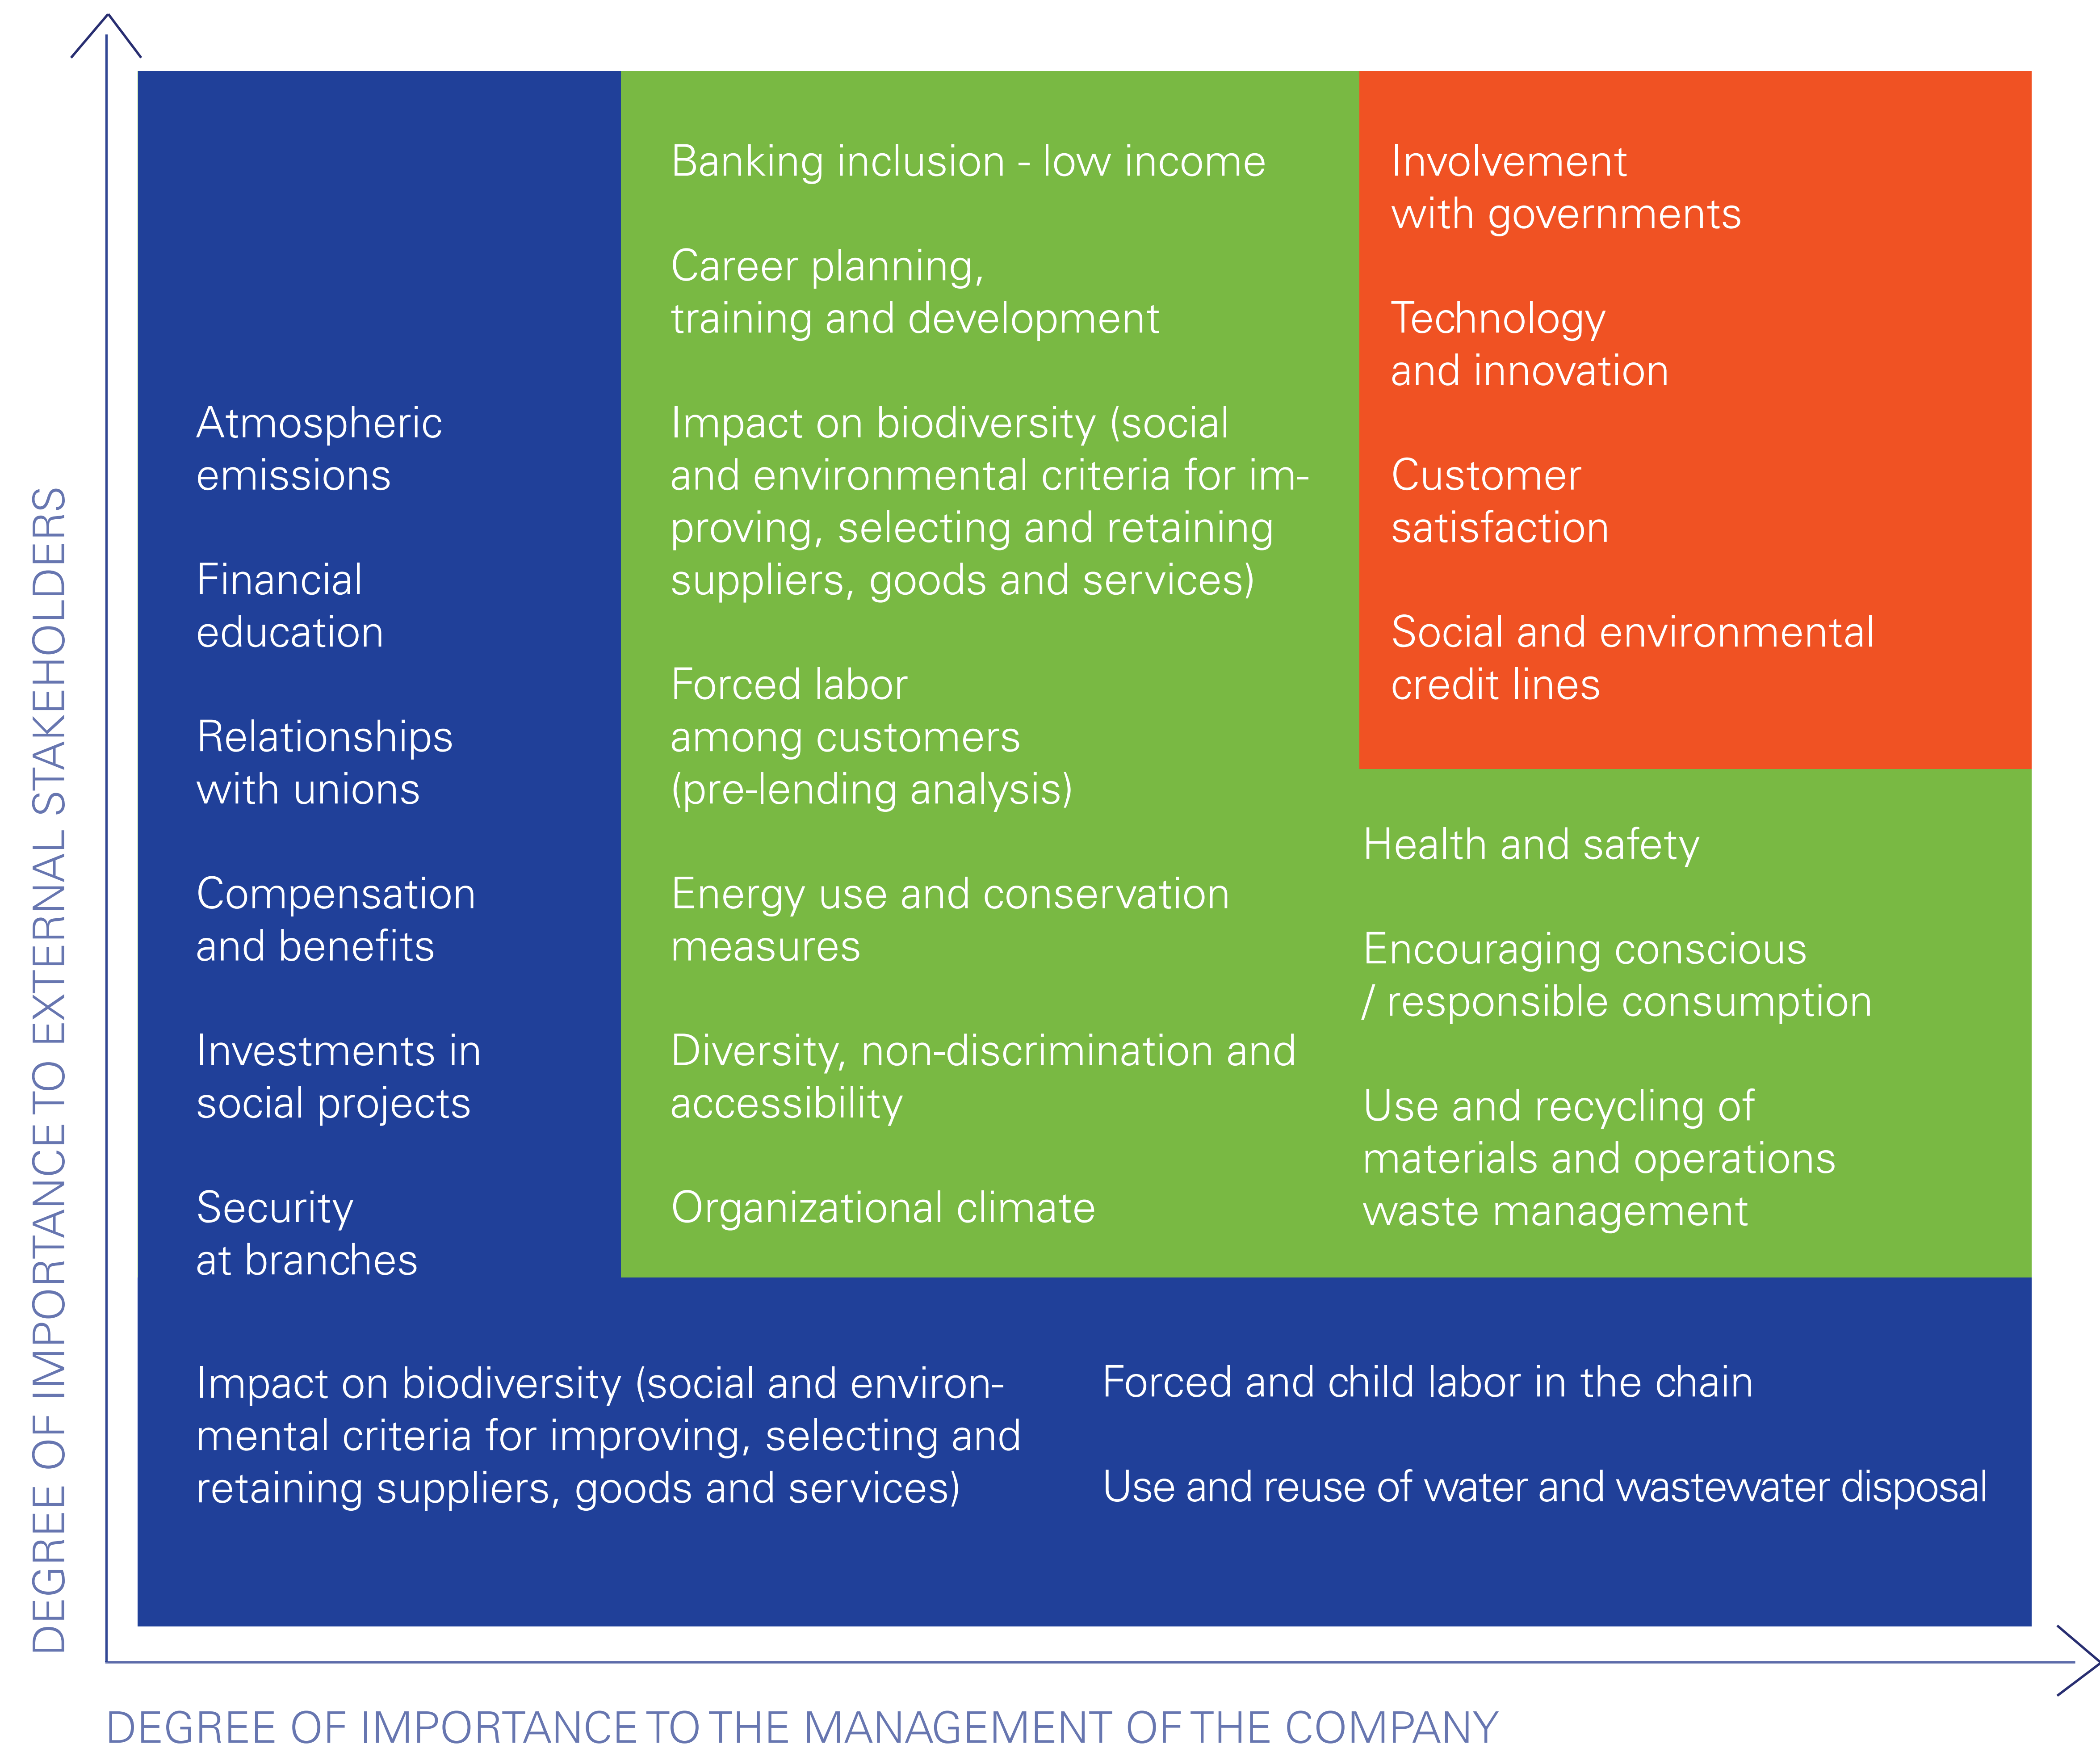 DEGREE OF IMPORTANCE TO EXTERNAL STAKEHOLDERS
Atmospheric
emissions
Financial
education
Relationships
with unions
Compensation
and benefits
Investments in
social projects
Security
at branches
Banking inclusion - low income
Career planning,
training and development
Impact on biodiversity (social
and environmental criteria for im-
proving, selecting and retaining
suppliers, goods and services)
Forced labor
among customers
(pre-lending analysis)
Energy use and conservation
measures
Diversity, non-discrimination and
accessibility
Organizational climate
Involvement
with governments
Technology
and innovation
Customer
satisfaction
Social and environmental
credit lines
Health and safety
Encouraging conscious
/ responsible consumption
Use and recycling of
materials and operations
waste management
Impact on biodiversity (social and environ-
mental criteria for improving, selecting and
retaining suppliers, goods and services)
Forced and child labor in the chain
Use and reuse of water and wastewater disposal
DEGREE OF IMPORTANCE TO THE MANAGEMENT OF THE COMPANY